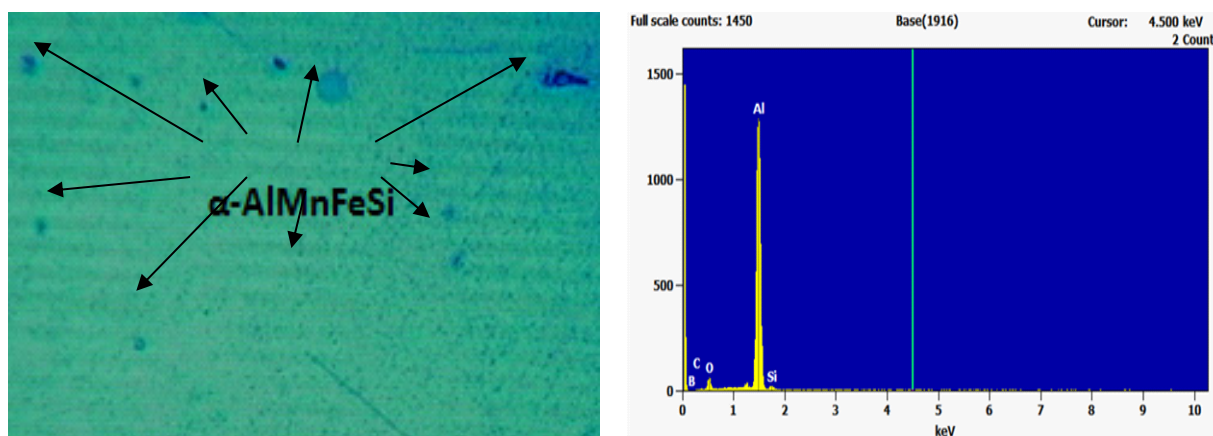 α-AlMnFeSi
Full scale counts: 1450
Base(1916)
Cursor: 4.500 keV
2 Count
1500
1000
500
0
Al
C
O
B
Si
0 1 2 3 4 5 6 7 8 9 10
keV